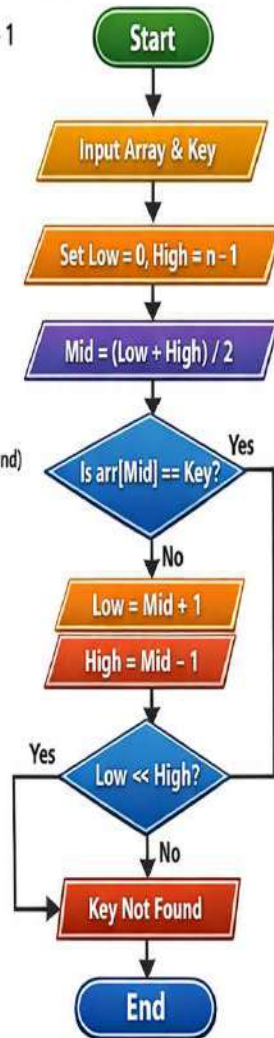 1
Start
Input Array & Key
Set Low = 0, High = n - 1
Mid = (Low + High) / 2
nd)
Is arr[Mid] == Key?
Yes
No
Low = Mid + 1
High = Mid - 1
Yes
Low << High?
No
Key Not Found
End